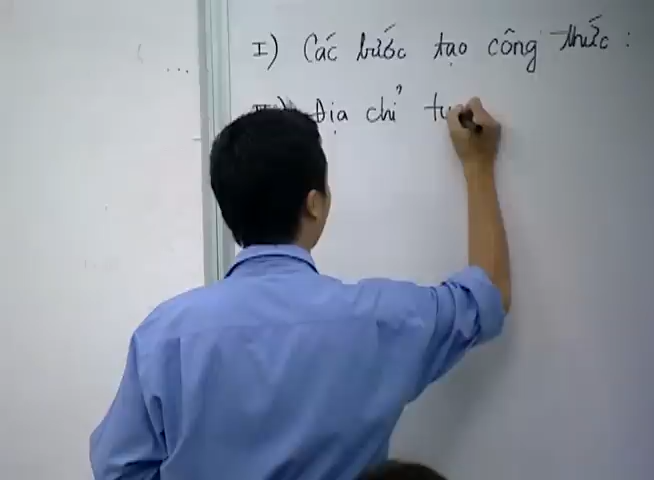 I) Các bước tạo công thức :
Địa chỉ